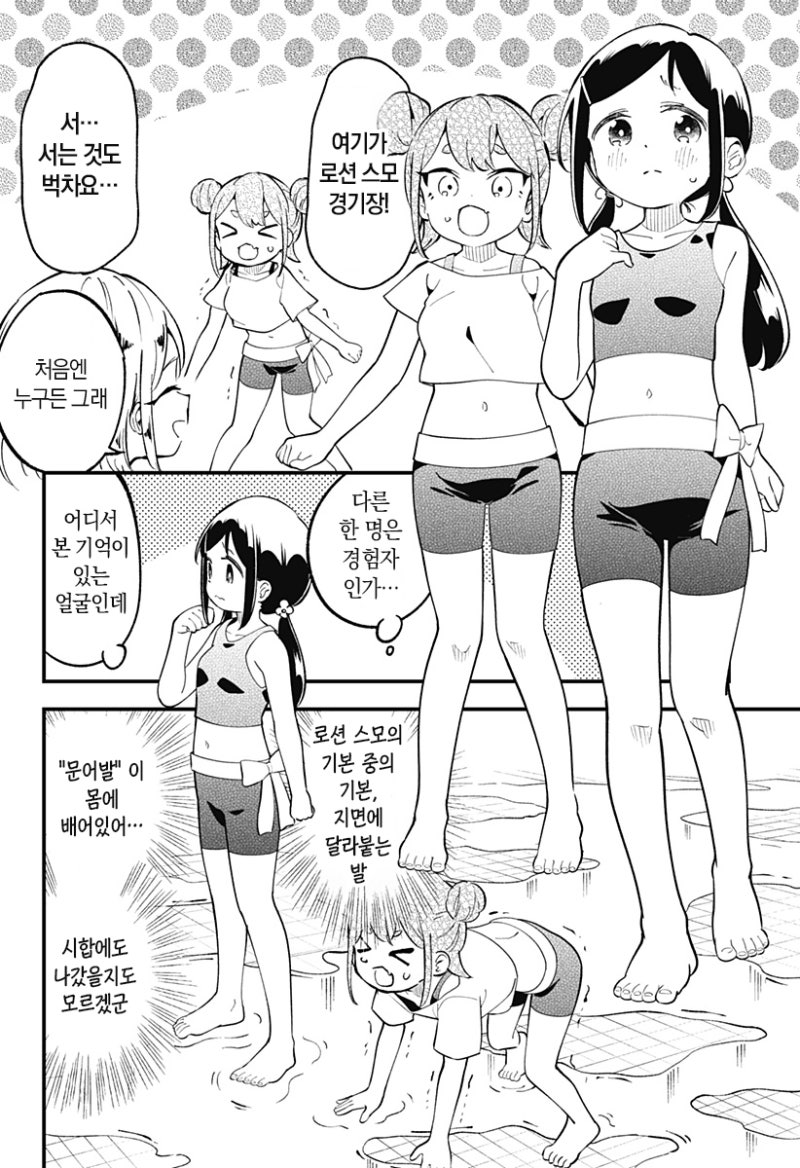 여기가
로션 스모
경기장!
서…
서는 것도
벅차요…
처음엔
누구든 그래
다른
한 명은
경험자
인가…
어디서
본 기억이
있는
얼굴인데
로션 스모의
기본 중의
기본,
지면에
달라붙는
발
"문어발" 이
몸에
배어있어…
시합에도
나갔을지도
모르겠군